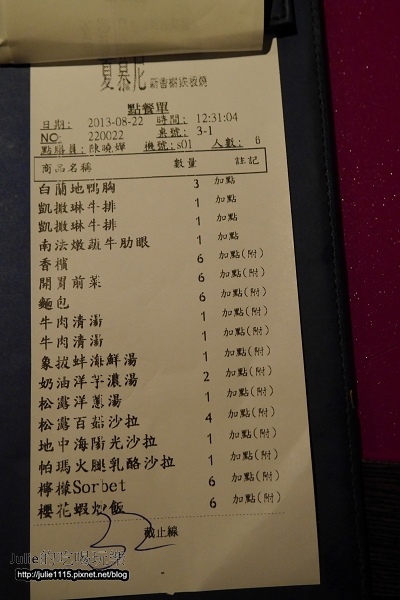 夏慕尼 新香榭鐵板燒
點餐單
日期: 2013-08-22 時間: 12:31:04
NO: 220022 桌號: 3-1
點餐員: 陳曉嬋 機號: s01 人數: 6
商品名稱 數量 註記
白蘭地鴨胸 3 加點
凱撒琳牛排 1 加點
凱撒琳牛排 1 加點
南法燉蔬牛肋眼 1 加點
香檳 6 加點(附)
開胃前菜 6 加點(附)
麵包 6 加點(附)
牛肉清湯 1 加點(附)
牛肉清湯 1 加點(附)
象拔蚌海鮮湯 1 加點(附)
奶油洋芋濃湯 2 加點(附)
松露洋蔥湯 1 加點(附)
松露百菇沙拉 4 加點(附)
地中海陽光沙拉 1 加點(附)
帕瑪火腿乳酪沙拉 1 加點(附)
檸檬Sorbet 6 加點(附)
櫻花蝦炒飯 6 加點(附)
截止線
Julie的吃喝玩樂
http://julie1115.pixnet.net/blog